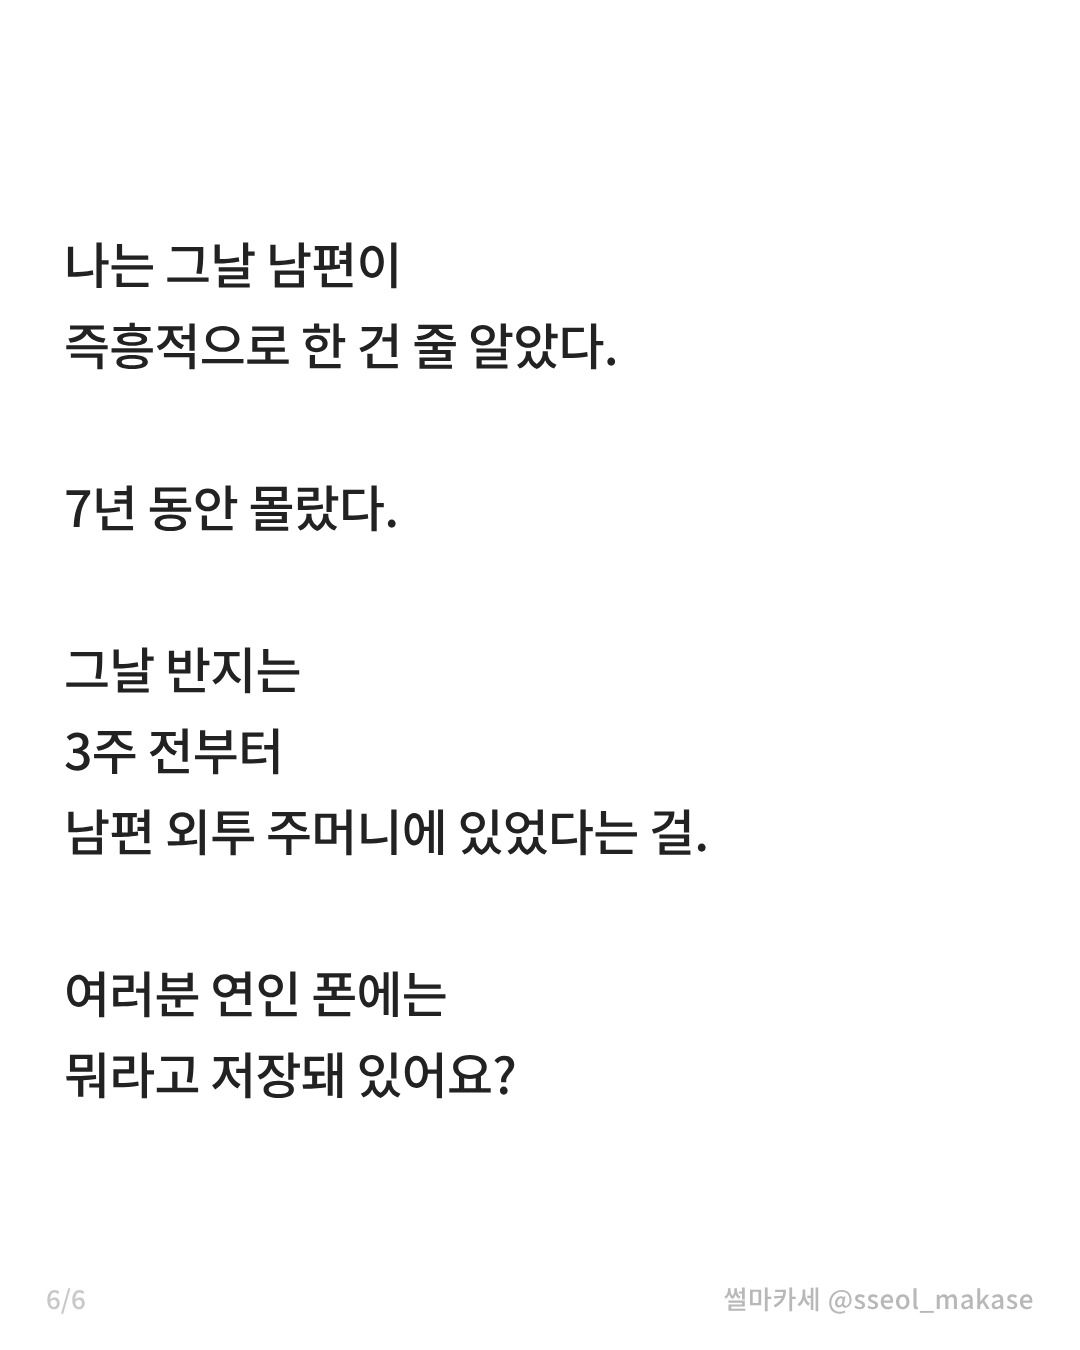 나는 그날 남편이
즉흥적으로 한 건 줄 알았다.
7년 동안 몰랐다.
그날 반지는
3주 전부터
남편 외투 주머니에 있었다는 걸.
여러분 연인 폰에는
뭐라고 저장돼 있어요?
6/6
썰마카세 @sseol_makase